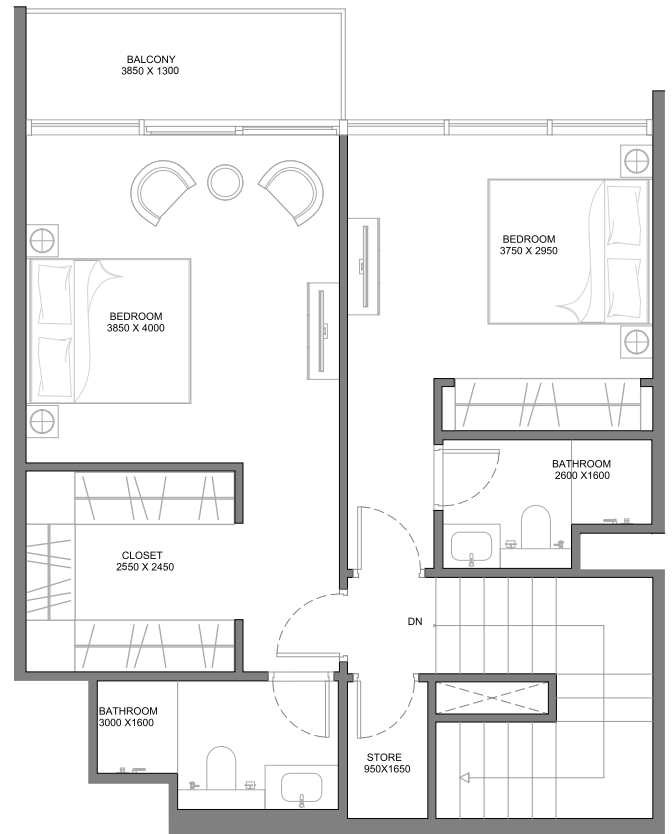 BALCONY
3850 X 1300
BEDROOM
3750 X 2950
BEDROOM
3850 X 4000
BATHROOM
2600 X1600
CLOSET
2550 X 2450
DN
BATHROOM
3000 X1600
STORE
950X1650